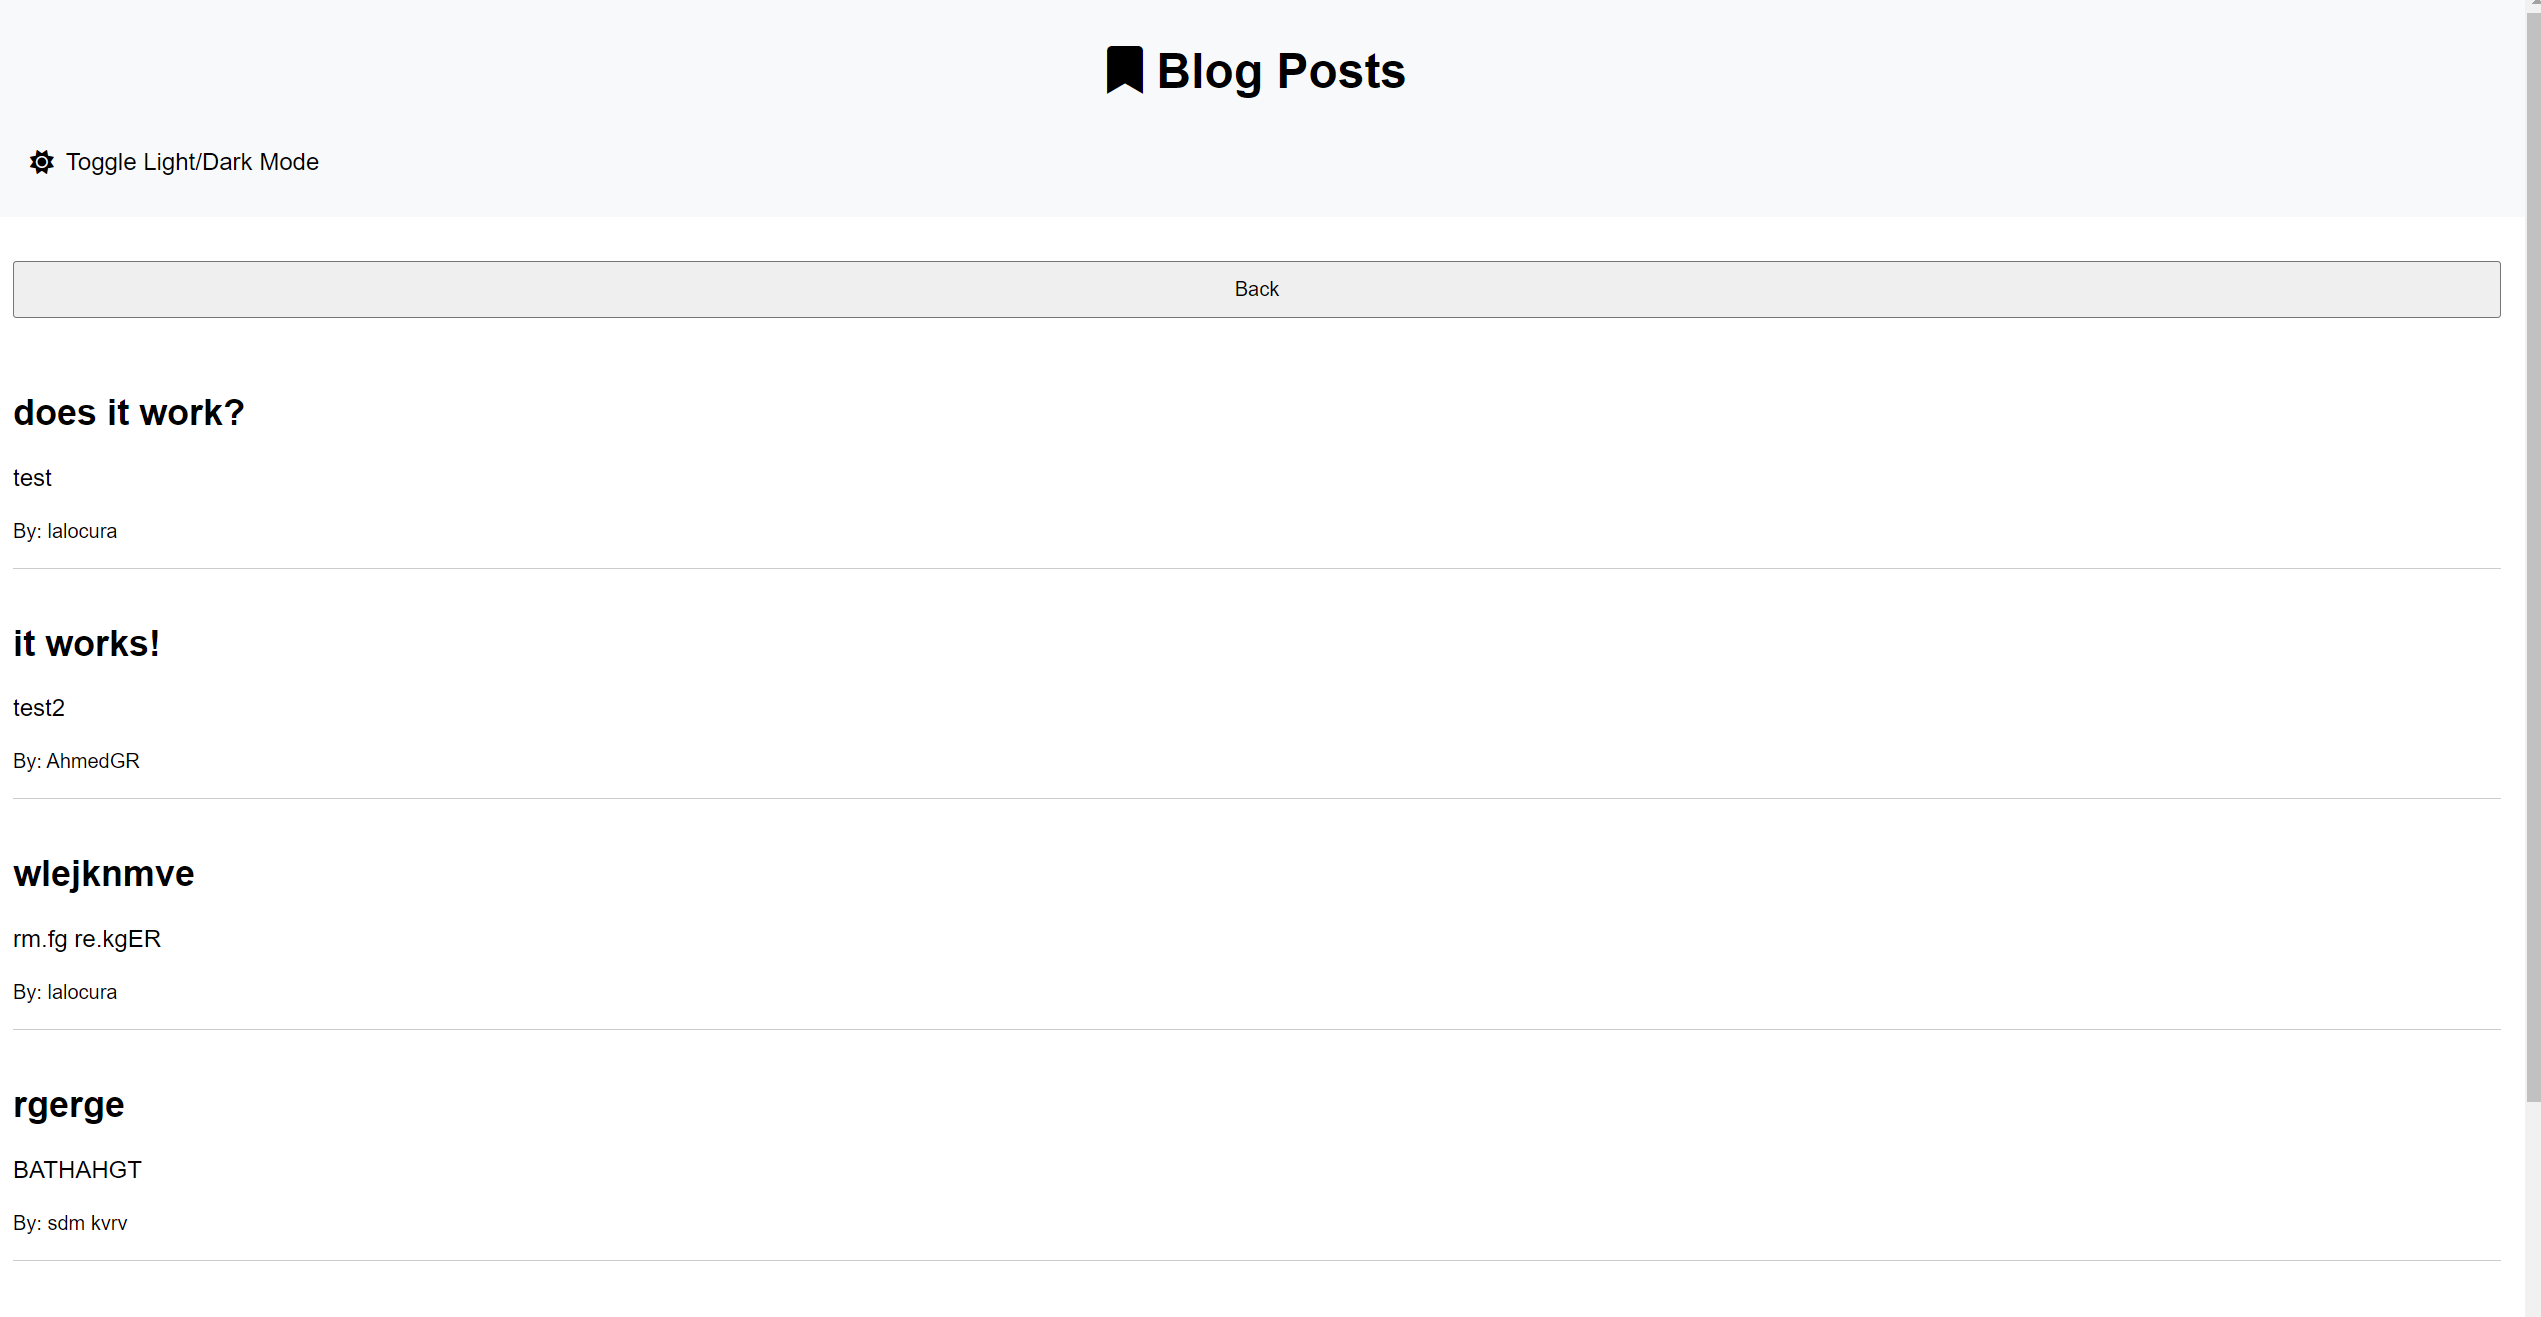 Blog Posts
Toggle Light/Dark Mode
Back
does it work?
test
By: lalocura
it works!
test2
By: AhmedGR
wlejknmve
rm.fg re.kgER
By: lalocura
rgerge
BATHAHGT
By: sdm kvrv